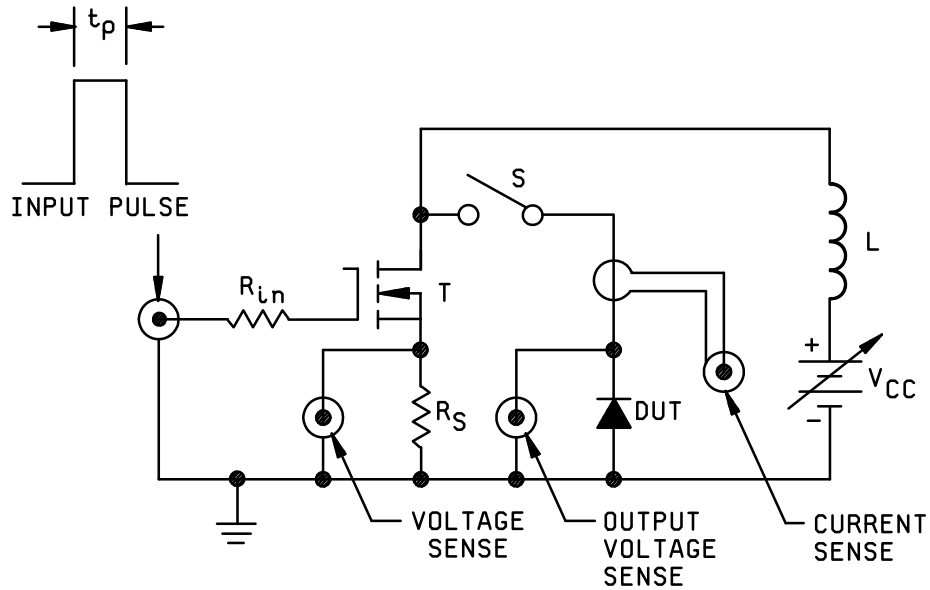 tp
INPUT PULSE
S
L
Rin
T
+
VCC
-
RS
DUT
VOLTAGE
SENSE
OUTPUT
VOLTAGE
SENSE
CURRENT
SENSE